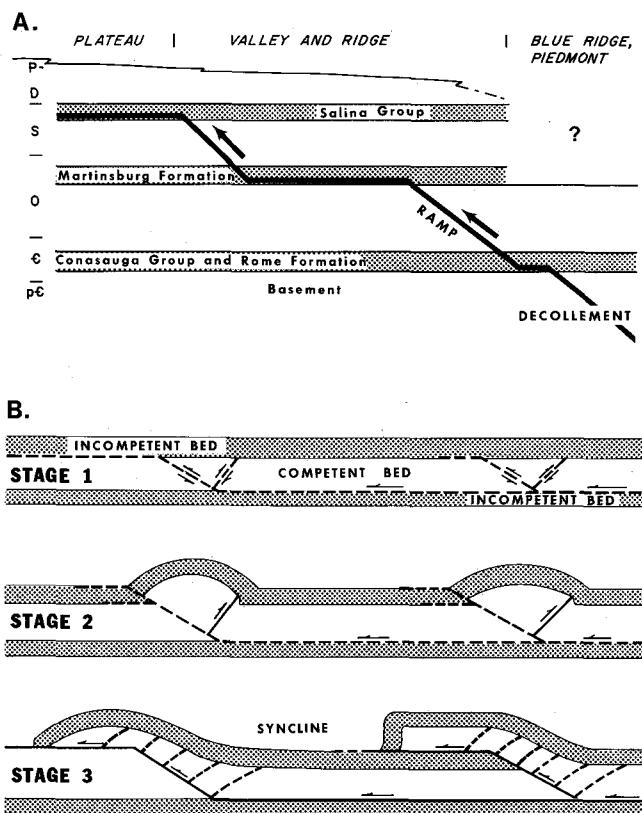 A.
PLATEAU | VALLEY AND RIDGE | BLUE RIDGE,
PIEDMONT
P-
D
Salina Group
S
?
Martinsburg Formation
O
RAMP
Є
Conasauga Group and Rome Formation
pЄ
Basement
DECOLLEMENT
B.
INCOMPETENT BED
STAGE 1
COMPETENT BED
INCOMPETENT BED
STAGE 2
SYNCLINE
STAGE 3